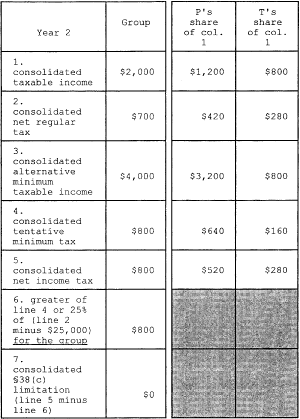 Year 2
Group
P's
share
of col.
1
T's
share
of col.
1
1.
consolidated
taxable income
$2,000
$1,200
$800
2.
consolidated
net regular
tax
$700
$420
$280
3.
consolidated
alternative
minimum
taxable income
$4,000
$3,200
$800
4.
consolidated
tentative
minimum tax
$800
$640
$160
5.
consolidated
net income tax
$800
$520
$280
6. greater of
line 4 or 25%
of (line 2
minus $25,000)
for the group
$800
7.
consolidated
§38(c)
limitation
(line 5 minus
line 6)
$0